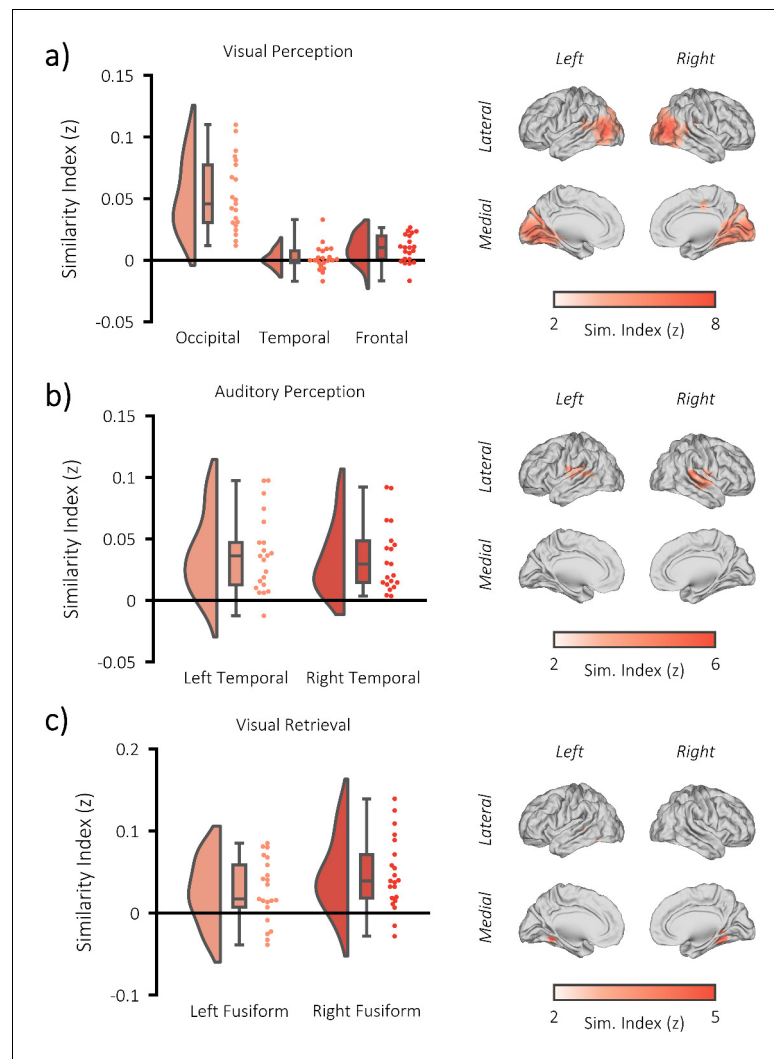 a)
Visual Perception
Left
Right
0.15
0.1
0.05
0
-0.05
Similarity Index (z)
Occipital
Temporal
Frontal
Lateral
Medial
2
8
Sim. Index (z)
b)
Auditory Perception
Left
Right
0.15
0.1
0.05
0
-0.05
Similarity Index (z)
Left Temporal
Right Temporal
Lateral
Medial
2
6
Sim. Index (z)
c)
Visual Retrieval
Left
Right
0.2
0.1
0
-0.1
Similarity Index (z)
Left Fusiform
Right Fusiform
Lateral
Medial
2
5
Sim. Index (z)